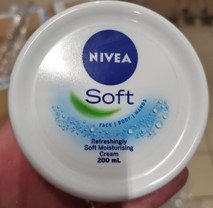 NIVEA
Soft
FACE | BODY | HANDS
Refreshingly
Soft Moisturising
Cream
200 mL